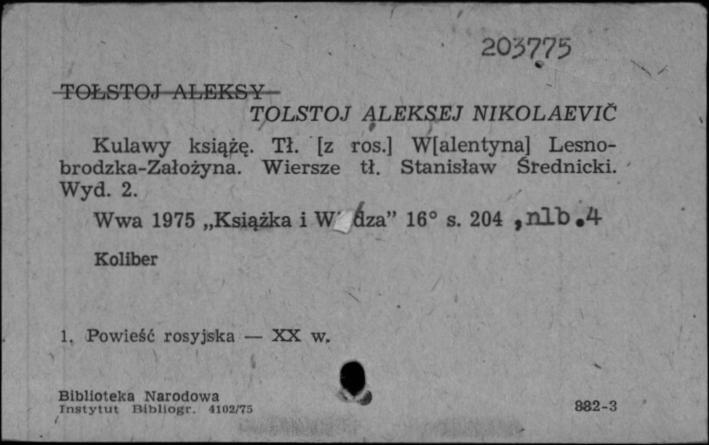 203775
TOŁSTOJ ALEKSY
TOLSTOJ ALEKSEJ NIKOLAEVIČ
Kulawy książę. Tł. [z ros.] W[alentyna] Lesno-
brodzka-Założyna. Wiersze tł. Stanisław Średnicki.
Wyd. 2.
Wwa 1975 „Książka i W dza” 16° s. 204 , nlb.4
Koliber
1. Powieść rosyjska — XX w.
Biblioteka Narodowa
Instytut Bibliogr. 4102/75
882-3